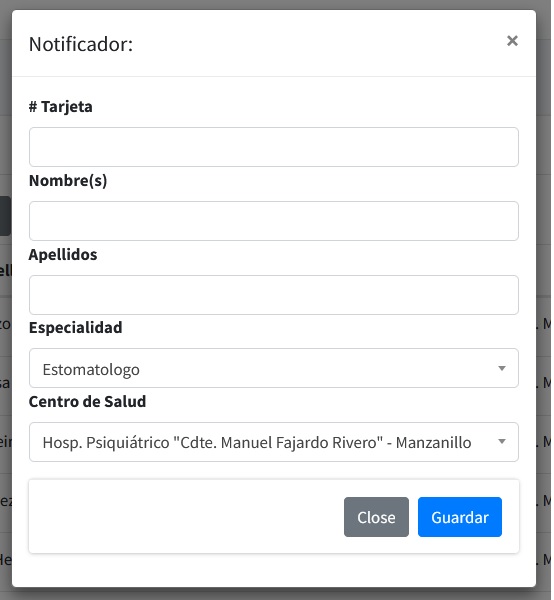 Notificador:
×
# Tarjeta
Nombre(s)
Apellidos
Especialidad
Estomatologo
Centro de Salud
Hosp. Psiquiátrico "Cdte. Manuel Fajardo Rivero" - Manzanillo
Close
Guardar